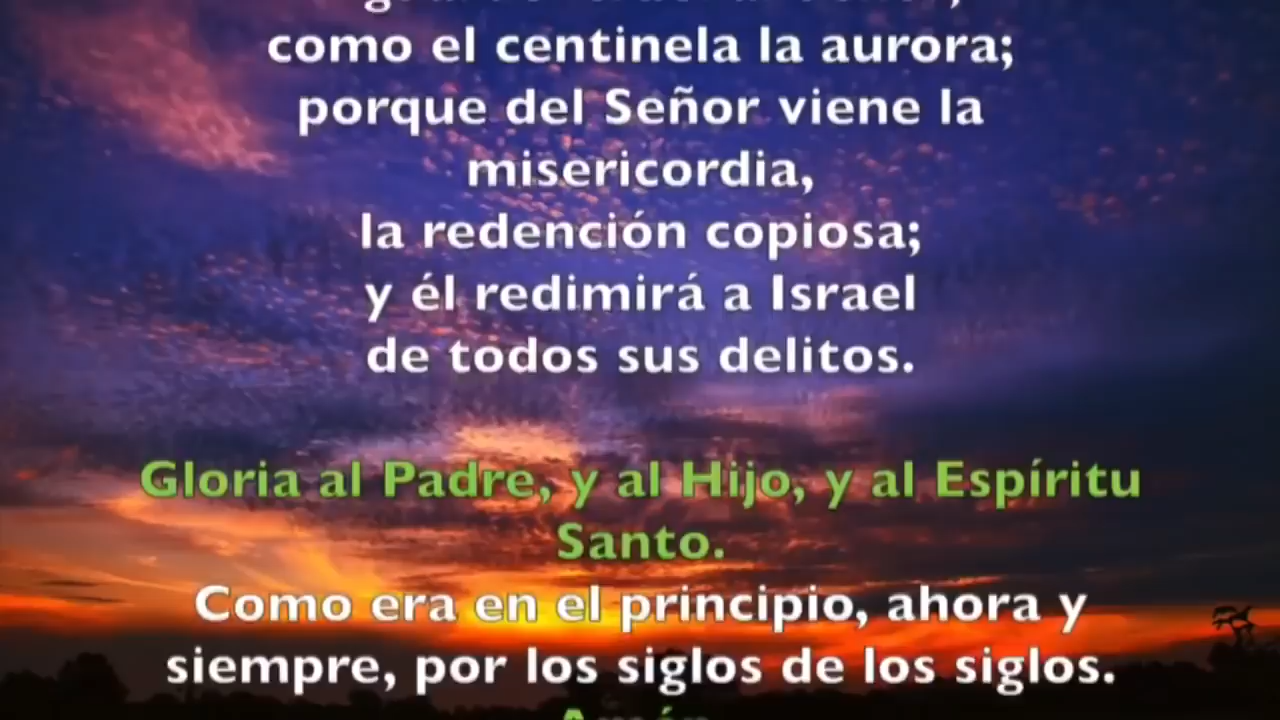 como el centinela la aurora;
porque del Señor viene la
misericordia,
la redención copiosa;
y él redimirá a Israel
de todos sus delitos.
Gloria al Padre, y al Hijo, y al Espíritu
Santo.
Como era en el principio, ahora y
siempre, por los siglos de los siglos.